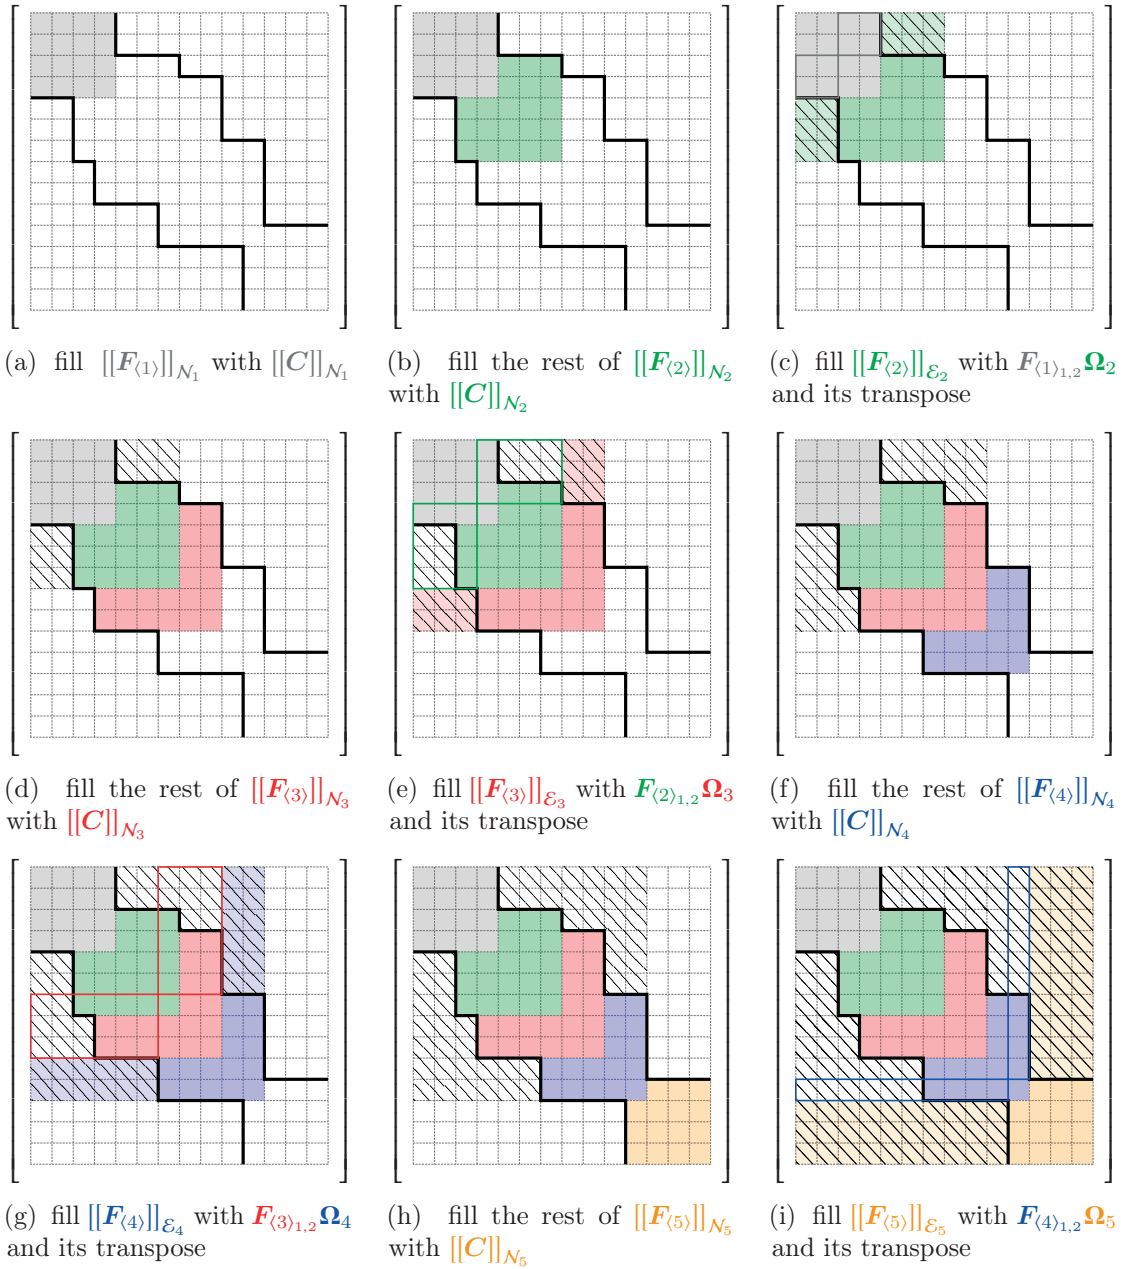 (a) fill [[F⟨1⟩]]𝒩₁ with [[C]]𝒩₁
(b) fill the rest of [[F⟨2⟩]]𝒩₂
with [[C]]𝒩₂
(c) fill [[F⟨2⟩]]ℰ₂ with F⟨1⟩₁,₂Ω₂
and its transpose
(d) fill the rest of [[F⟨3⟩]]𝒩₃
with [[C]]𝒩₃
(e) fill [[F⟨3⟩]]ℰ₃ with F⟨2⟩₁,₂Ω₃
and its transpose
(f) fill the rest of [[F⟨4⟩]]𝒩₄
with [[C]]𝒩₄
(g) fill [[F⟨4⟩]]ℰ₄ with F⟨3⟩₁,₂Ω₄
and its transpose
(h) fill the rest of [[F⟨5⟩]]𝒩₅
with [[C]]𝒩₅
(i) fill [[F⟨5⟩]]ℰ₅ with F⟨4⟩₁,₂Ω₅
and its transpose